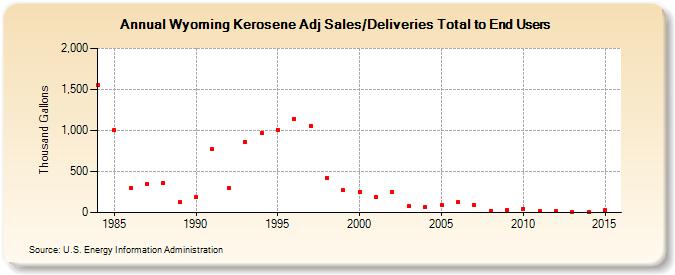 Annual Wyoming Kerosene Adj Sales/Deliveries Total to End Users
Thousand Gallons
2,000
1,500
1,000
500
0
1985 1990 1995 2000 2005 2010 2015
Source: U.S. Energy Information Administration